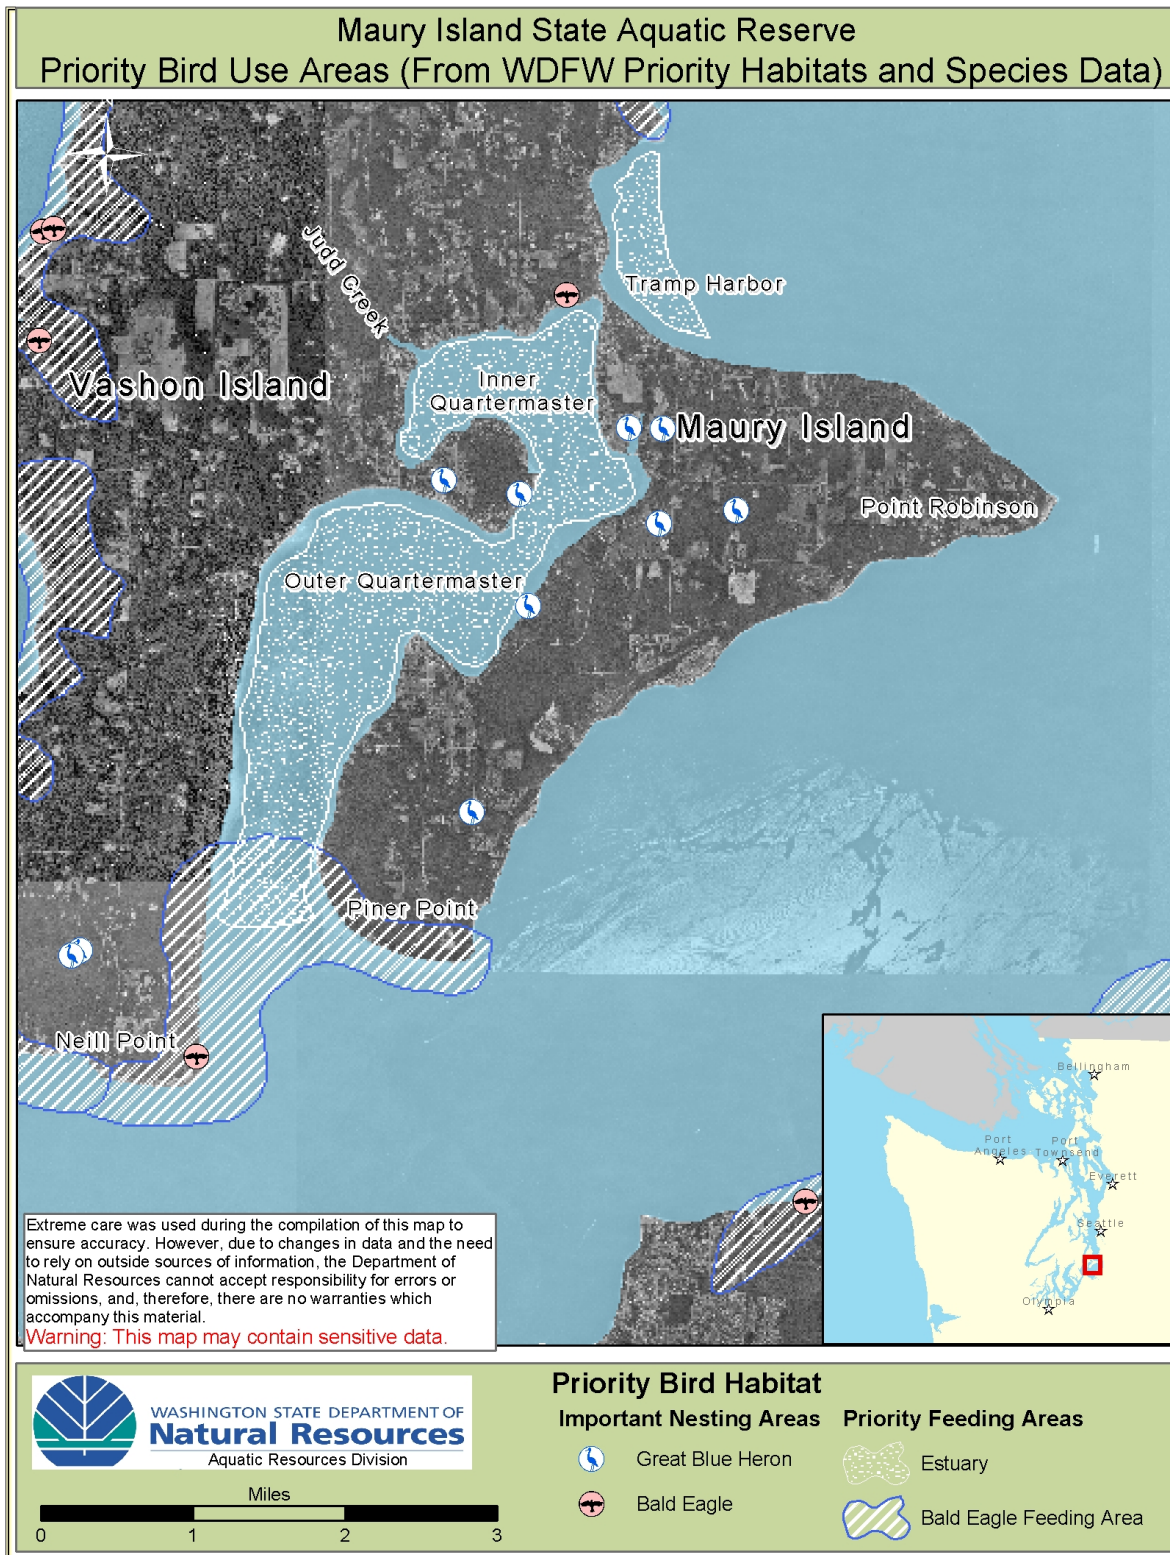 Maury Island State Aquatic Reserve
Priority Bird Use Areas (From WDFW Priority Habitats and Species Data)
Judd Creek
Tramp Harbor
Vashon Island
Inner
Quartermaster
Maury Island
Point Robinson
Outer Quartermaster
Piner Point
Neill Point
Bellingham
Port
Angeles
Port
Townsend
Everett
Seattle
Olympia
Extreme care was used during the compilation of this map to
ensure accuracy. However, due to changes in data and the need
to rely on outside sources of information, the Department of
Natural Resources cannot accept responsibility for errors or
omissions, and, therefore, there are no warranties which
accompany this material.
Warning: This map may contain sensitive data.
WASHINGTON STATE DEPARTMENT OF
Natural Resources
Aquatic Resources Division
Miles
0 1 2 3
Priority Bird Habitat
Important Nesting Areas
Great Blue Heron
Bald Eagle
Priority Feeding Areas
Estuary
Bald Eagle Feeding Area